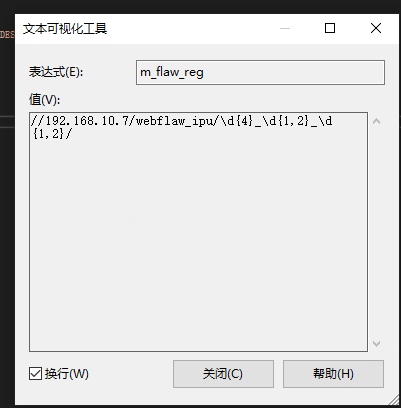 DES
文本可视化工具
表达式(E):
m_flaw_reg
值(V):
//192.168.10.7/webflaw_ipu/\d{4}_\d{1,2}_\d
{1,2}/
换行(W)
关闭(C)
帮助(H)